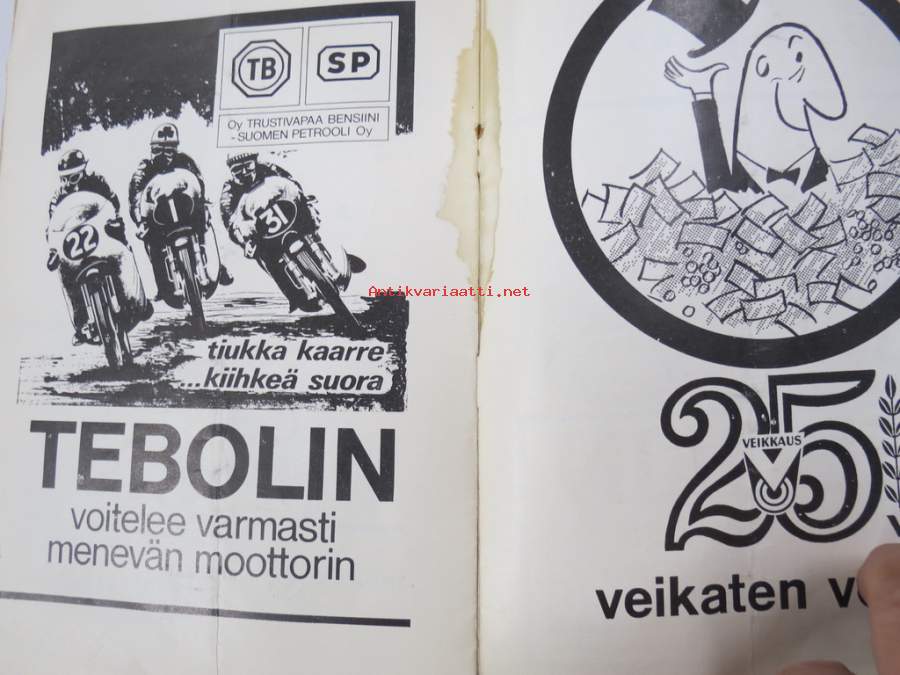 TB
SP
Oy TRUSTIVAPAA BENSIINI
- SUOMEN PETROOLI Oy
22
1
31
tiukka kaarre
...kiihkeä suora
TEBOLIN
voitelee varmasti
menevän moottorin
Antikvariaatti.net
25
VEIKKAUS
veikaten